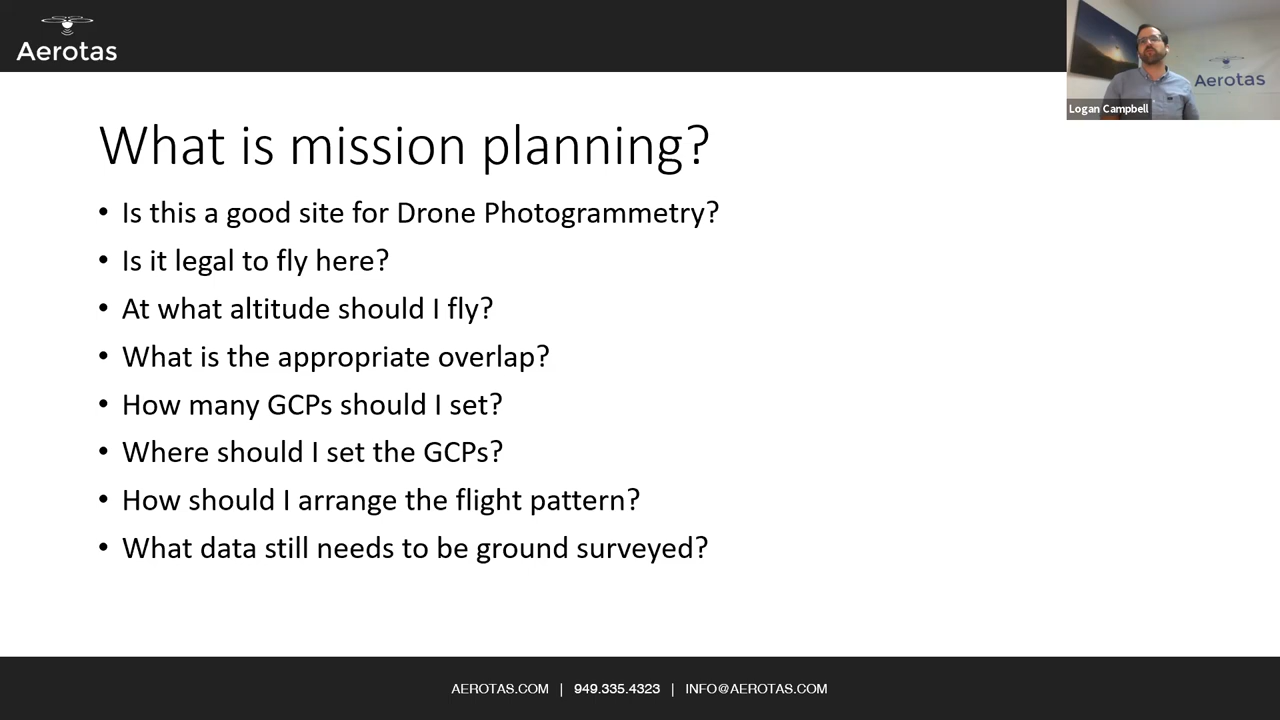 Aerotas
Aerotas
Logan Campbell
What is mission planning?
• Is this a good site for Drone Photogrammetry?
• Is it legal to fly here?
• At what altitude should I fly?
• What is the appropriate overlap?
• How many GCPs should I set?
• Where should I set the GCPs?
• How should I arrange the flight pattern?
• What data still needs to be ground surveyed?
AEROTAS.COM | 949.335.4323 | INFO@AEROTAS.COM